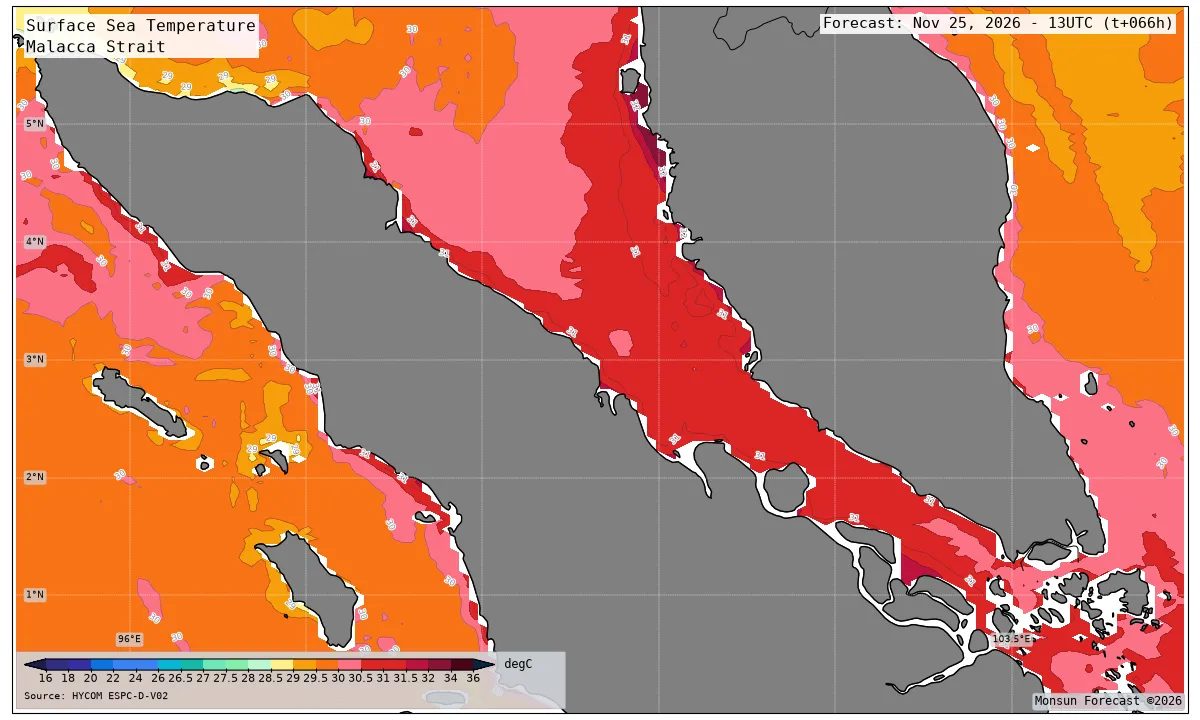 Surface Sea Temperature
Malacca Strait
Forecast: Nov 25, 2026 - 13UTC (t+066h)
5°N
4°N
3°N
2°N
1°N
96°E
103.5°E
degC
16 18 20 22 24 26 26.5 27 27.5 28 28.5 29 29.5 30 30.5 31 31.5 32 34 36
Source: HYCOM ESPC-D-V02
Monsun Forecast ©2026